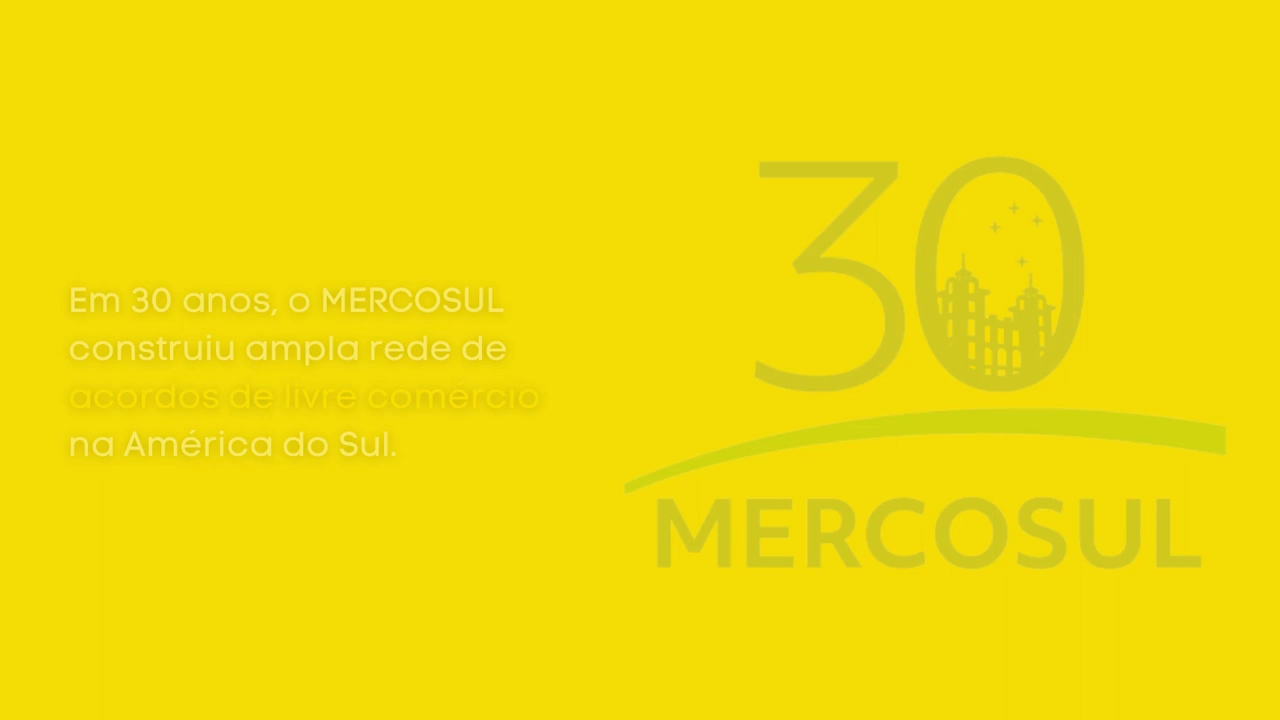 Em 30 anos, o MERCOSUL
construiu ampla rede de
acordos de livre comércio
na América do Sul.
30
MERCOSUL